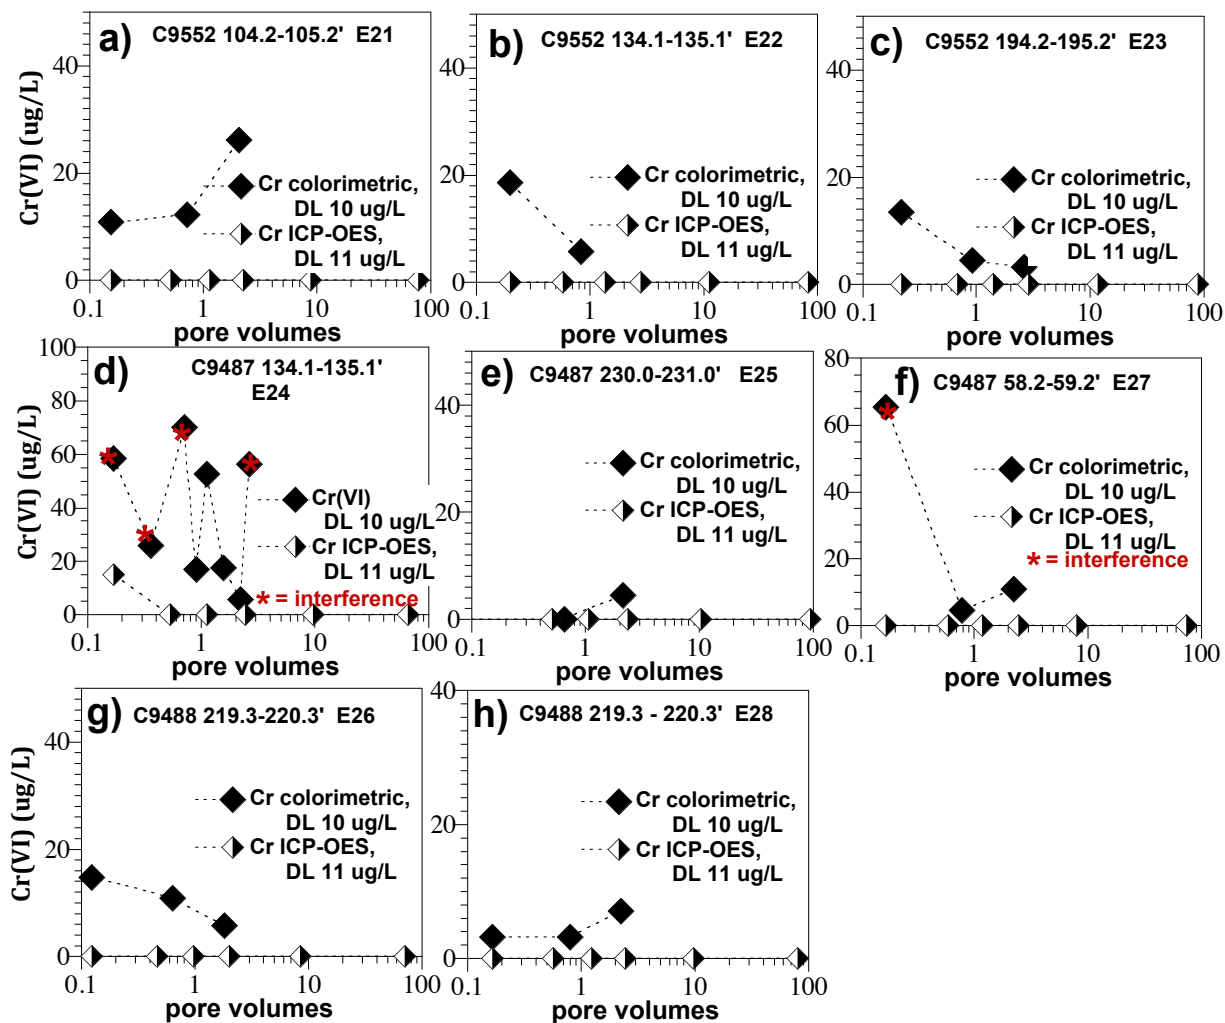 a) C9552 104.2-105.2' E21
Cr(VI) (ug/L)
40
20
0
Cr colorimetric,
DL 10 ug/L
Cr ICP-OES,
DL 11 ug/L
0.1 1 10 100
pore volumes
b) C9552 134.1-135.1' E22
40
20
0
Cr colorimetric,
DL 10 ug/L
Cr ICP-OES,
DL 11 ug/L
0.1 1 10 100
pore volumes
c) C9552 194.2-195.2' E23
40
20
0
Cr colorimetric,
DL 10 ug/L
Cr ICP-OES,
DL 11 ug/L
0.1 1 10 100
pore volumes
d) C9487 134.1-135.1'
E24
Cr(VI) (ug/L)
100
80
60
40
20
0
Cr(VI)
DL 10 ug/L
Cr ICP-OES,
DL 11 ug/L
* = interference
0.1 1 10 100
pore volumes
e) C9487 230.0-231.0' E25
40
20
0
Cr colorimetric,
DL 10 ug/L
Cr ICP-OES,
DL 11 ug/L
0.1 1 10 100
pore volumes
f) C9487 58.2-59.2' E27
80
60
40
20
0
Cr colorimetric,
DL 10 ug/L
Cr ICP-OES,
DL 11 ug/L
* = interference
0.1 1 10 100
pore volumes
g) C9488 219.3-220.3' E26
Cr(VI) (ug/L)
40
20
0
Cr colorimetric,
DL 10 ug/L
Cr ICP-OES,
DL 11 ug/L
0.1 1 10 100
pore volumes
h) C9488 219.3 - 220.3' E28
40
20
0
Cr colorimetric,
DL 10 ug/L
Cr ICP-OES,
DL 11 ug/L
0.1 1 10 100
pore volumes